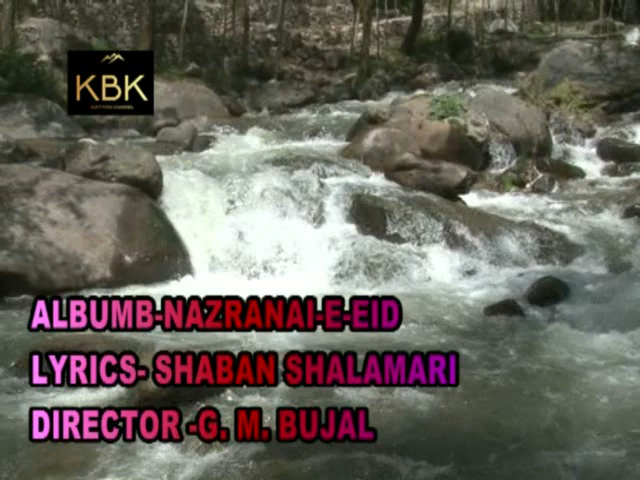 KBK
ALBUMB-NAZRANAI-E-EID
LYRICS- SHABAN SHALAMARI
DIRECTOR -G. M. BUJAL